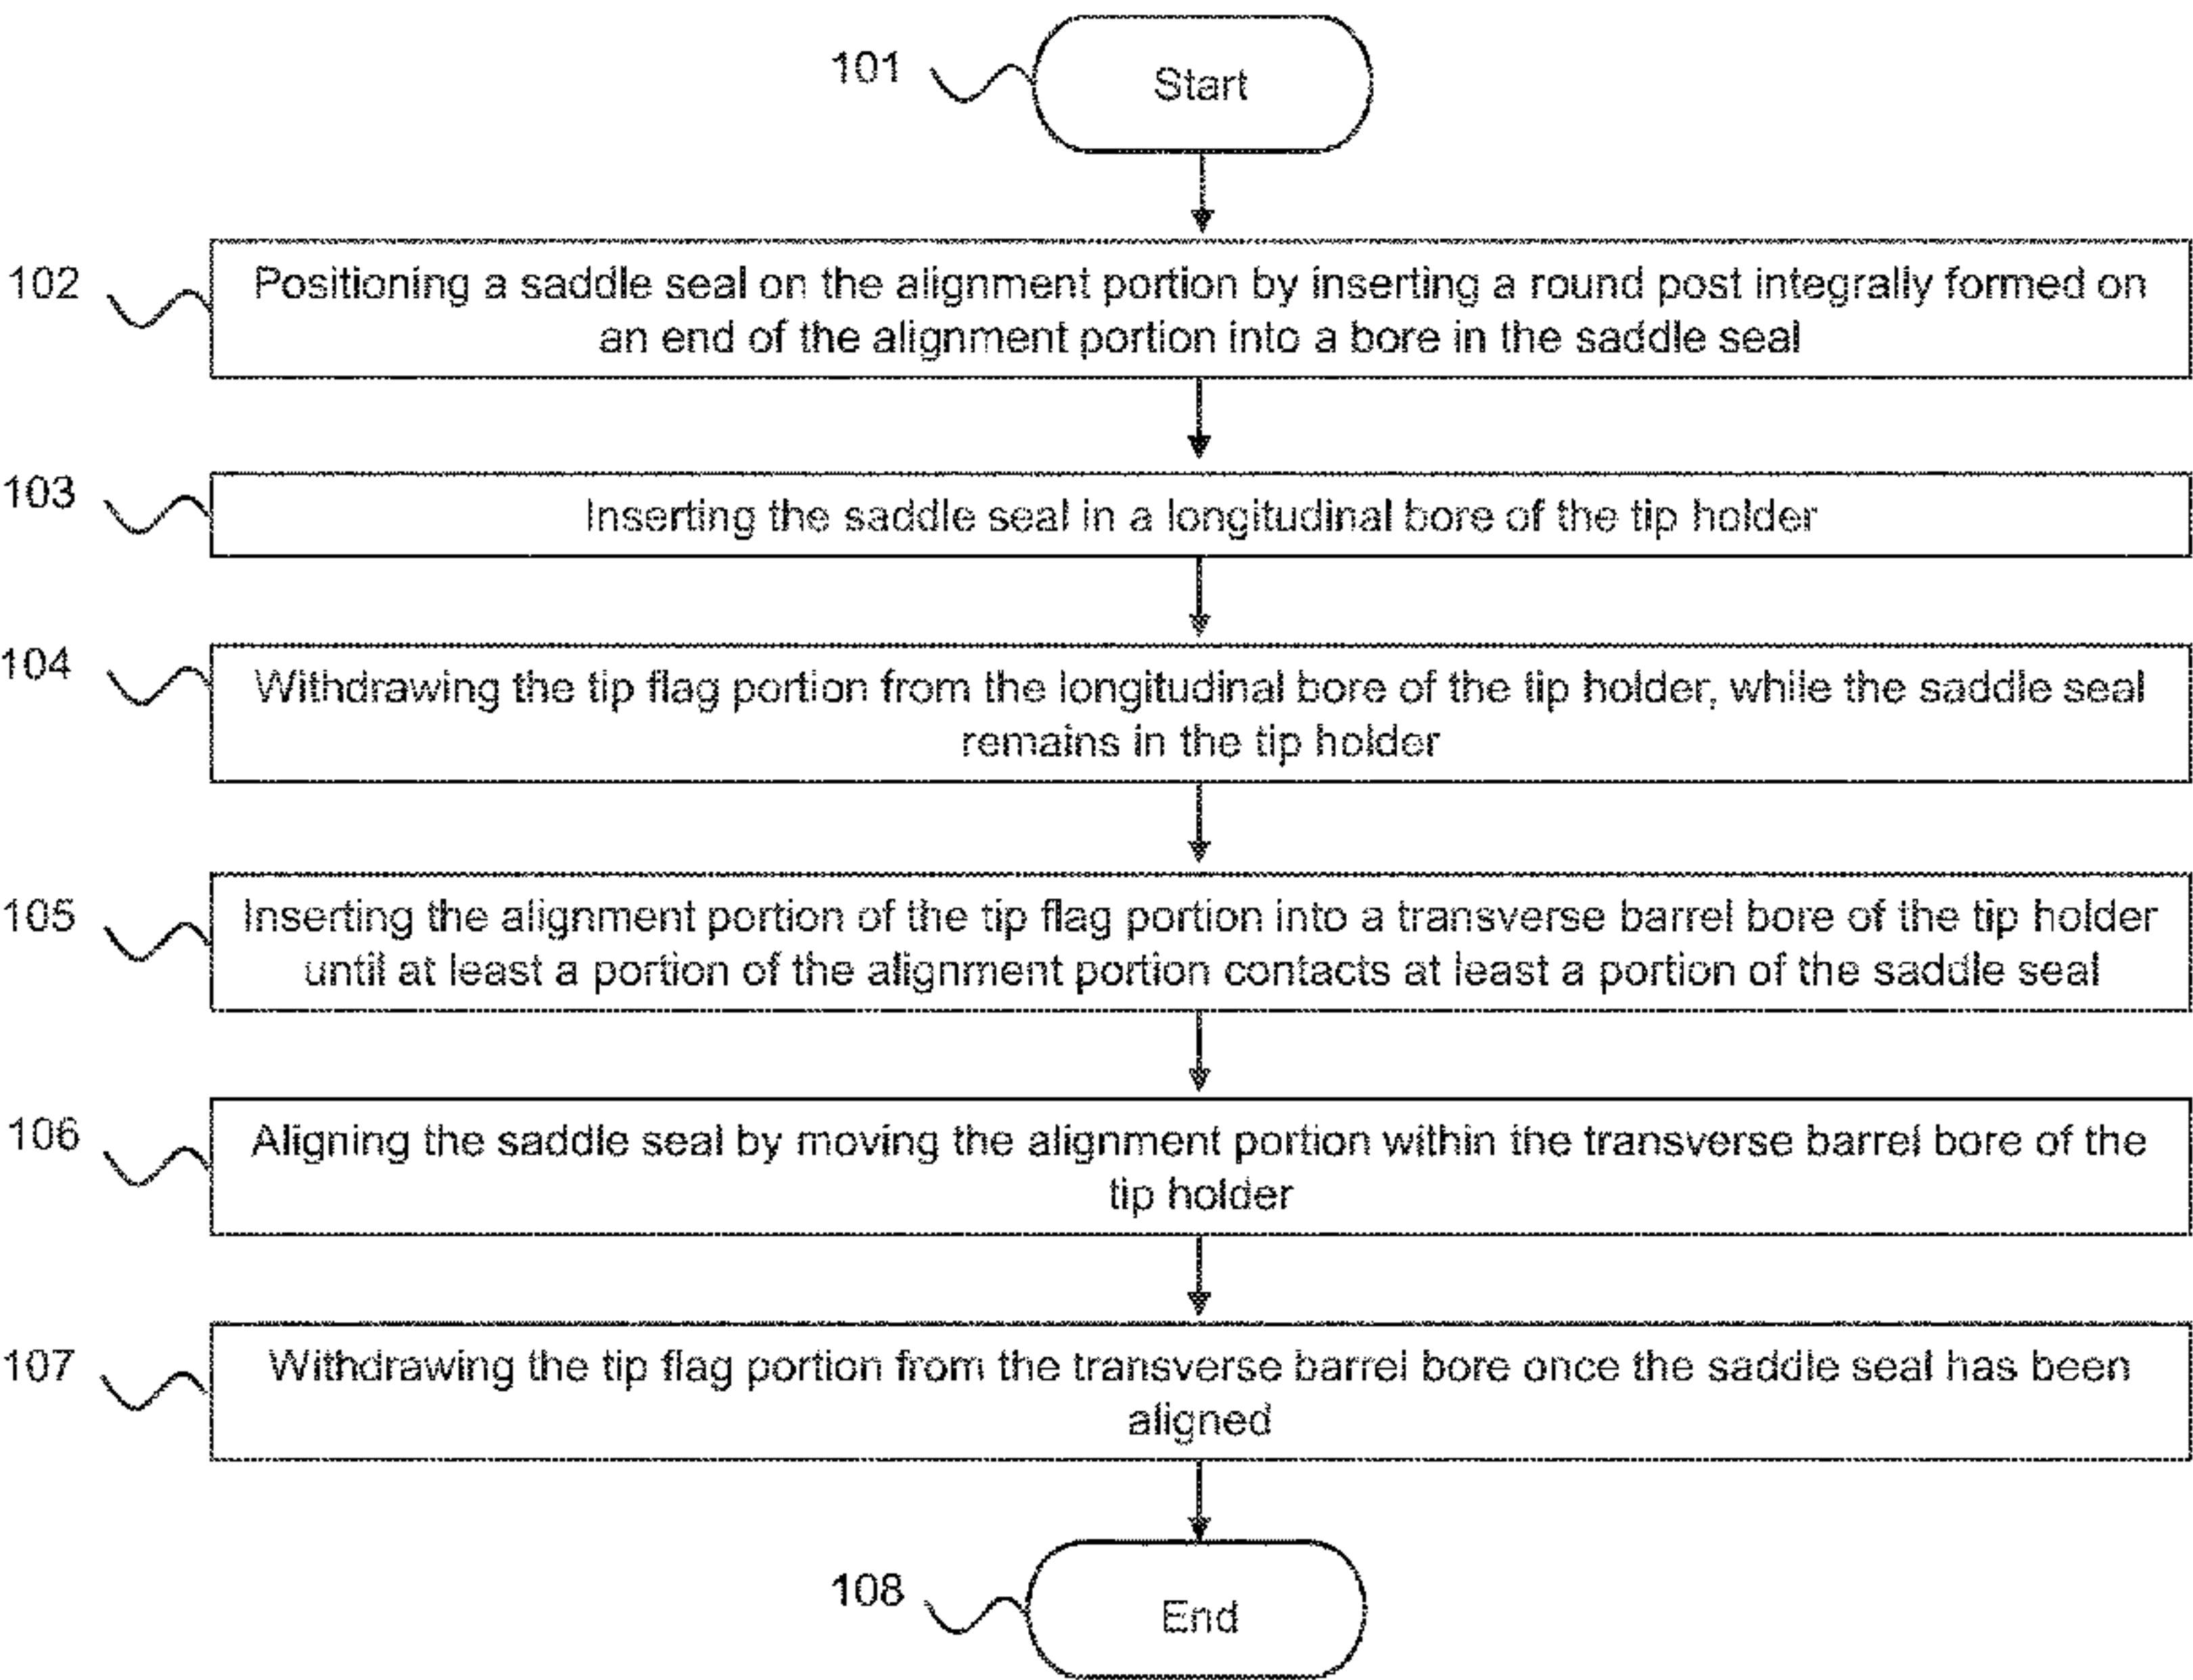 101
Start
102
Positioning a saddle seal on the alignment portion by inserting a round post integrally formed on
an end of the alignment portion into a bore in the saddle seal
103
Inserting the saddle seal in a longitudinal bore of the tip holder
104
Withdrawing the tip flag portion from the longitudinal bore of the tip holder, while the saddle seal
remains in the tip holder
105
Inserting the alignment portion of the tip flag portion into a transverse barrel bore of the tip holder
until at least a portion of the alignment portion contacts at least a portion of the saddle seal
106
Aligning the saddle seal by moving the alignment portion within the transverse barrel bore of the
tip holder
107
Withdrawing the tip flag portion from the transverse barrel bore once the saddle seal has been
aligned
108
End